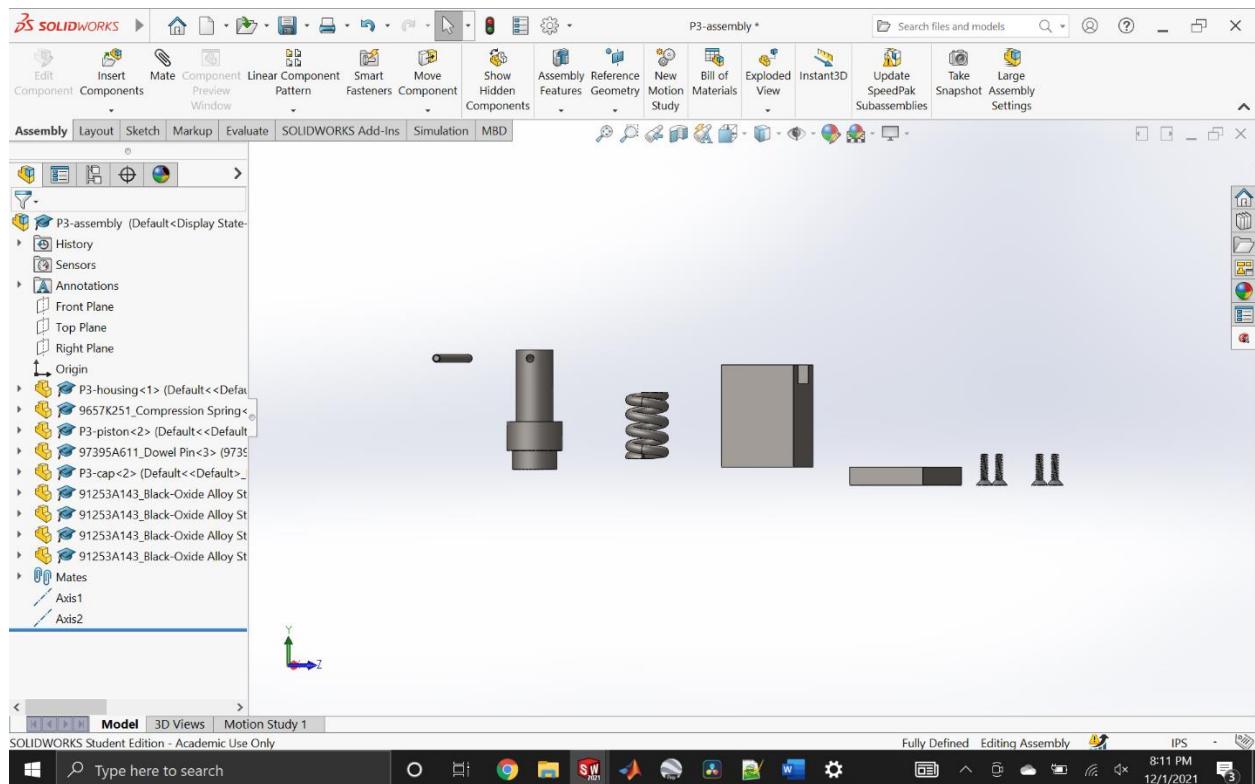 SOLIDWORKS
P3-assembly *
Search files and models
Edit Component
Insert Components
Mate
Component Preview Window
Linear Component Pattern
Smart Fasteners
Move Component
Show Hidden Components
Assembly Features
Reference Geometry
New Motion Study
Bill of Materials
Exploded View
Instant3D
Update SpeedPak Subassemblies
Take Snapshot
Large Assembly Settings
Assembly Layout Sketch Markup Evaluate SOLIDWORKS Add-Ins Simulation MBD
P3-assembly (Default<Display State-
History
Sensors
Annotations
Front Plane
Top Plane
Right Plane
Origin
P3-housing<1> (Default<<Defau
9657K251_Compression Spring<
P3-piston<2> (Default<<Default
97395A611_Dowel Pin<3> (9739
P3-cap<2> (Default<<Default>_
91253A143_Black-Oxide Alloy St
91253A143_Black-Oxide Alloy St
91253A143_Black-Oxide Alloy St
91253A143_Black-Oxide Alloy St
Mates
Axis1
Axis2
Y
Z
Model 3D Views Motion Study 1
SOLIDWORKS Student Edition - Academic Use Only
Fully Defined Editing Assembly IPS -
Type here to search
8:11 PM
12/1/2021